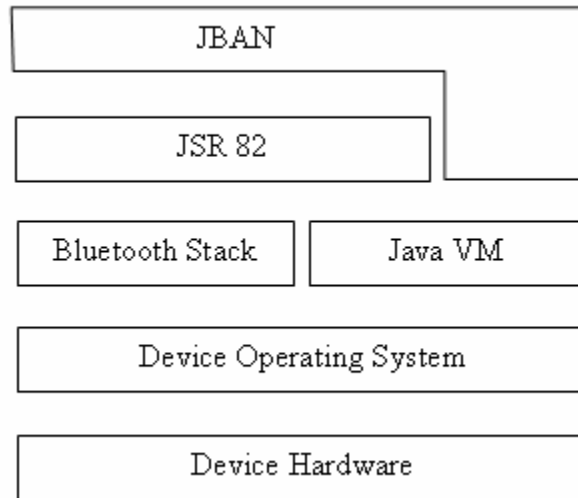 JBAN
JSR 82
Bluetooth Stack
Java VM
Device Operating System
Device Hardware